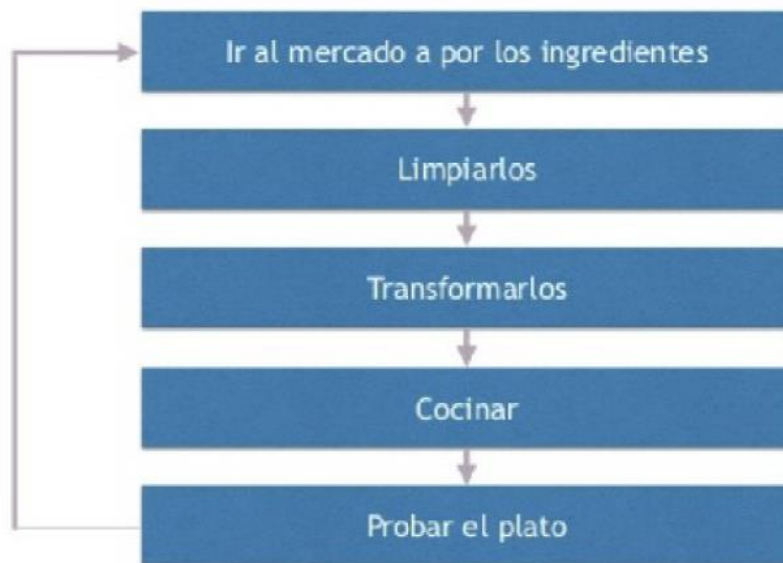 Ir al mercado a por los ingredientes
Limpiarlos
Transformarlos
Cocinar
Probar el plato